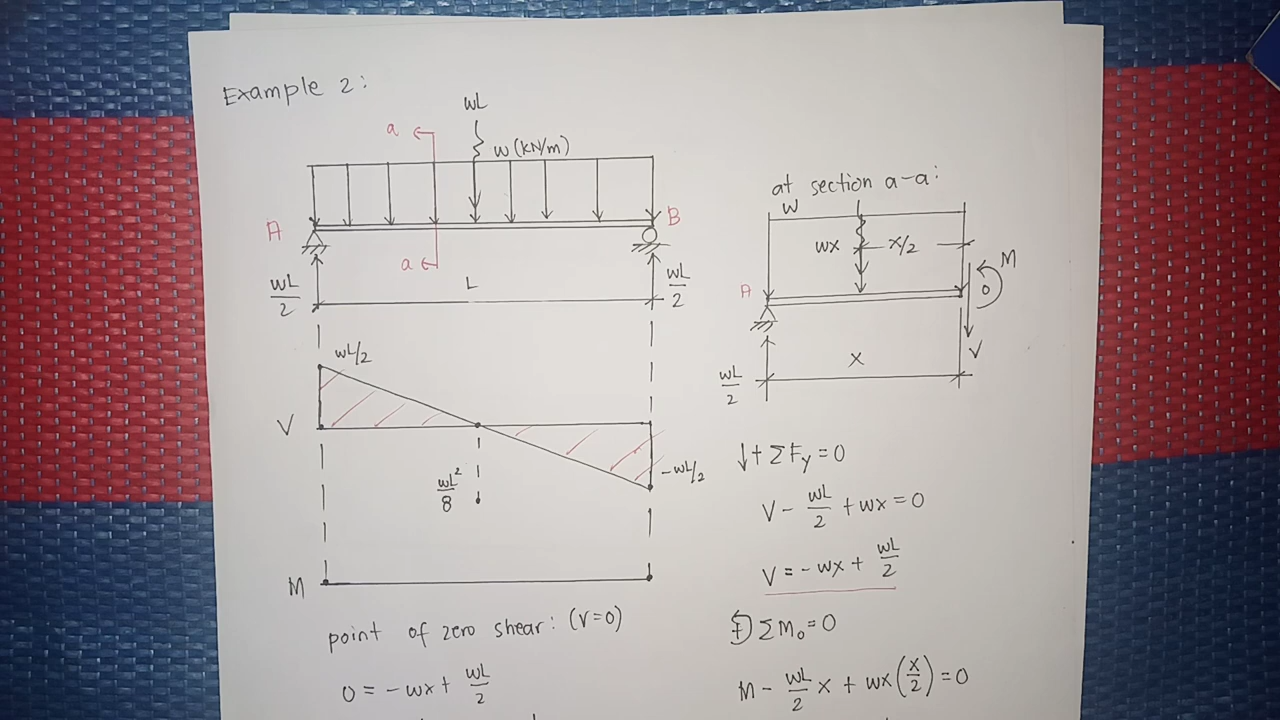 Example 2:
wL
a
w (kN/m)
A
B
a
wL/2
L
wL/2
wL/2
V
-wL/2
wL²/8
M
point of zero shear: (V=0)
0 = -wx + wL/2
at section a-a:
w
wx
x/2
M
A
o
V
x
wL/2
↓+ ΣFy = 0
V - wL/2 + wx = 0
V = -wx + wL/2
+ ΣMo = 0
M - wL/2 x + wx(x/2) = 0